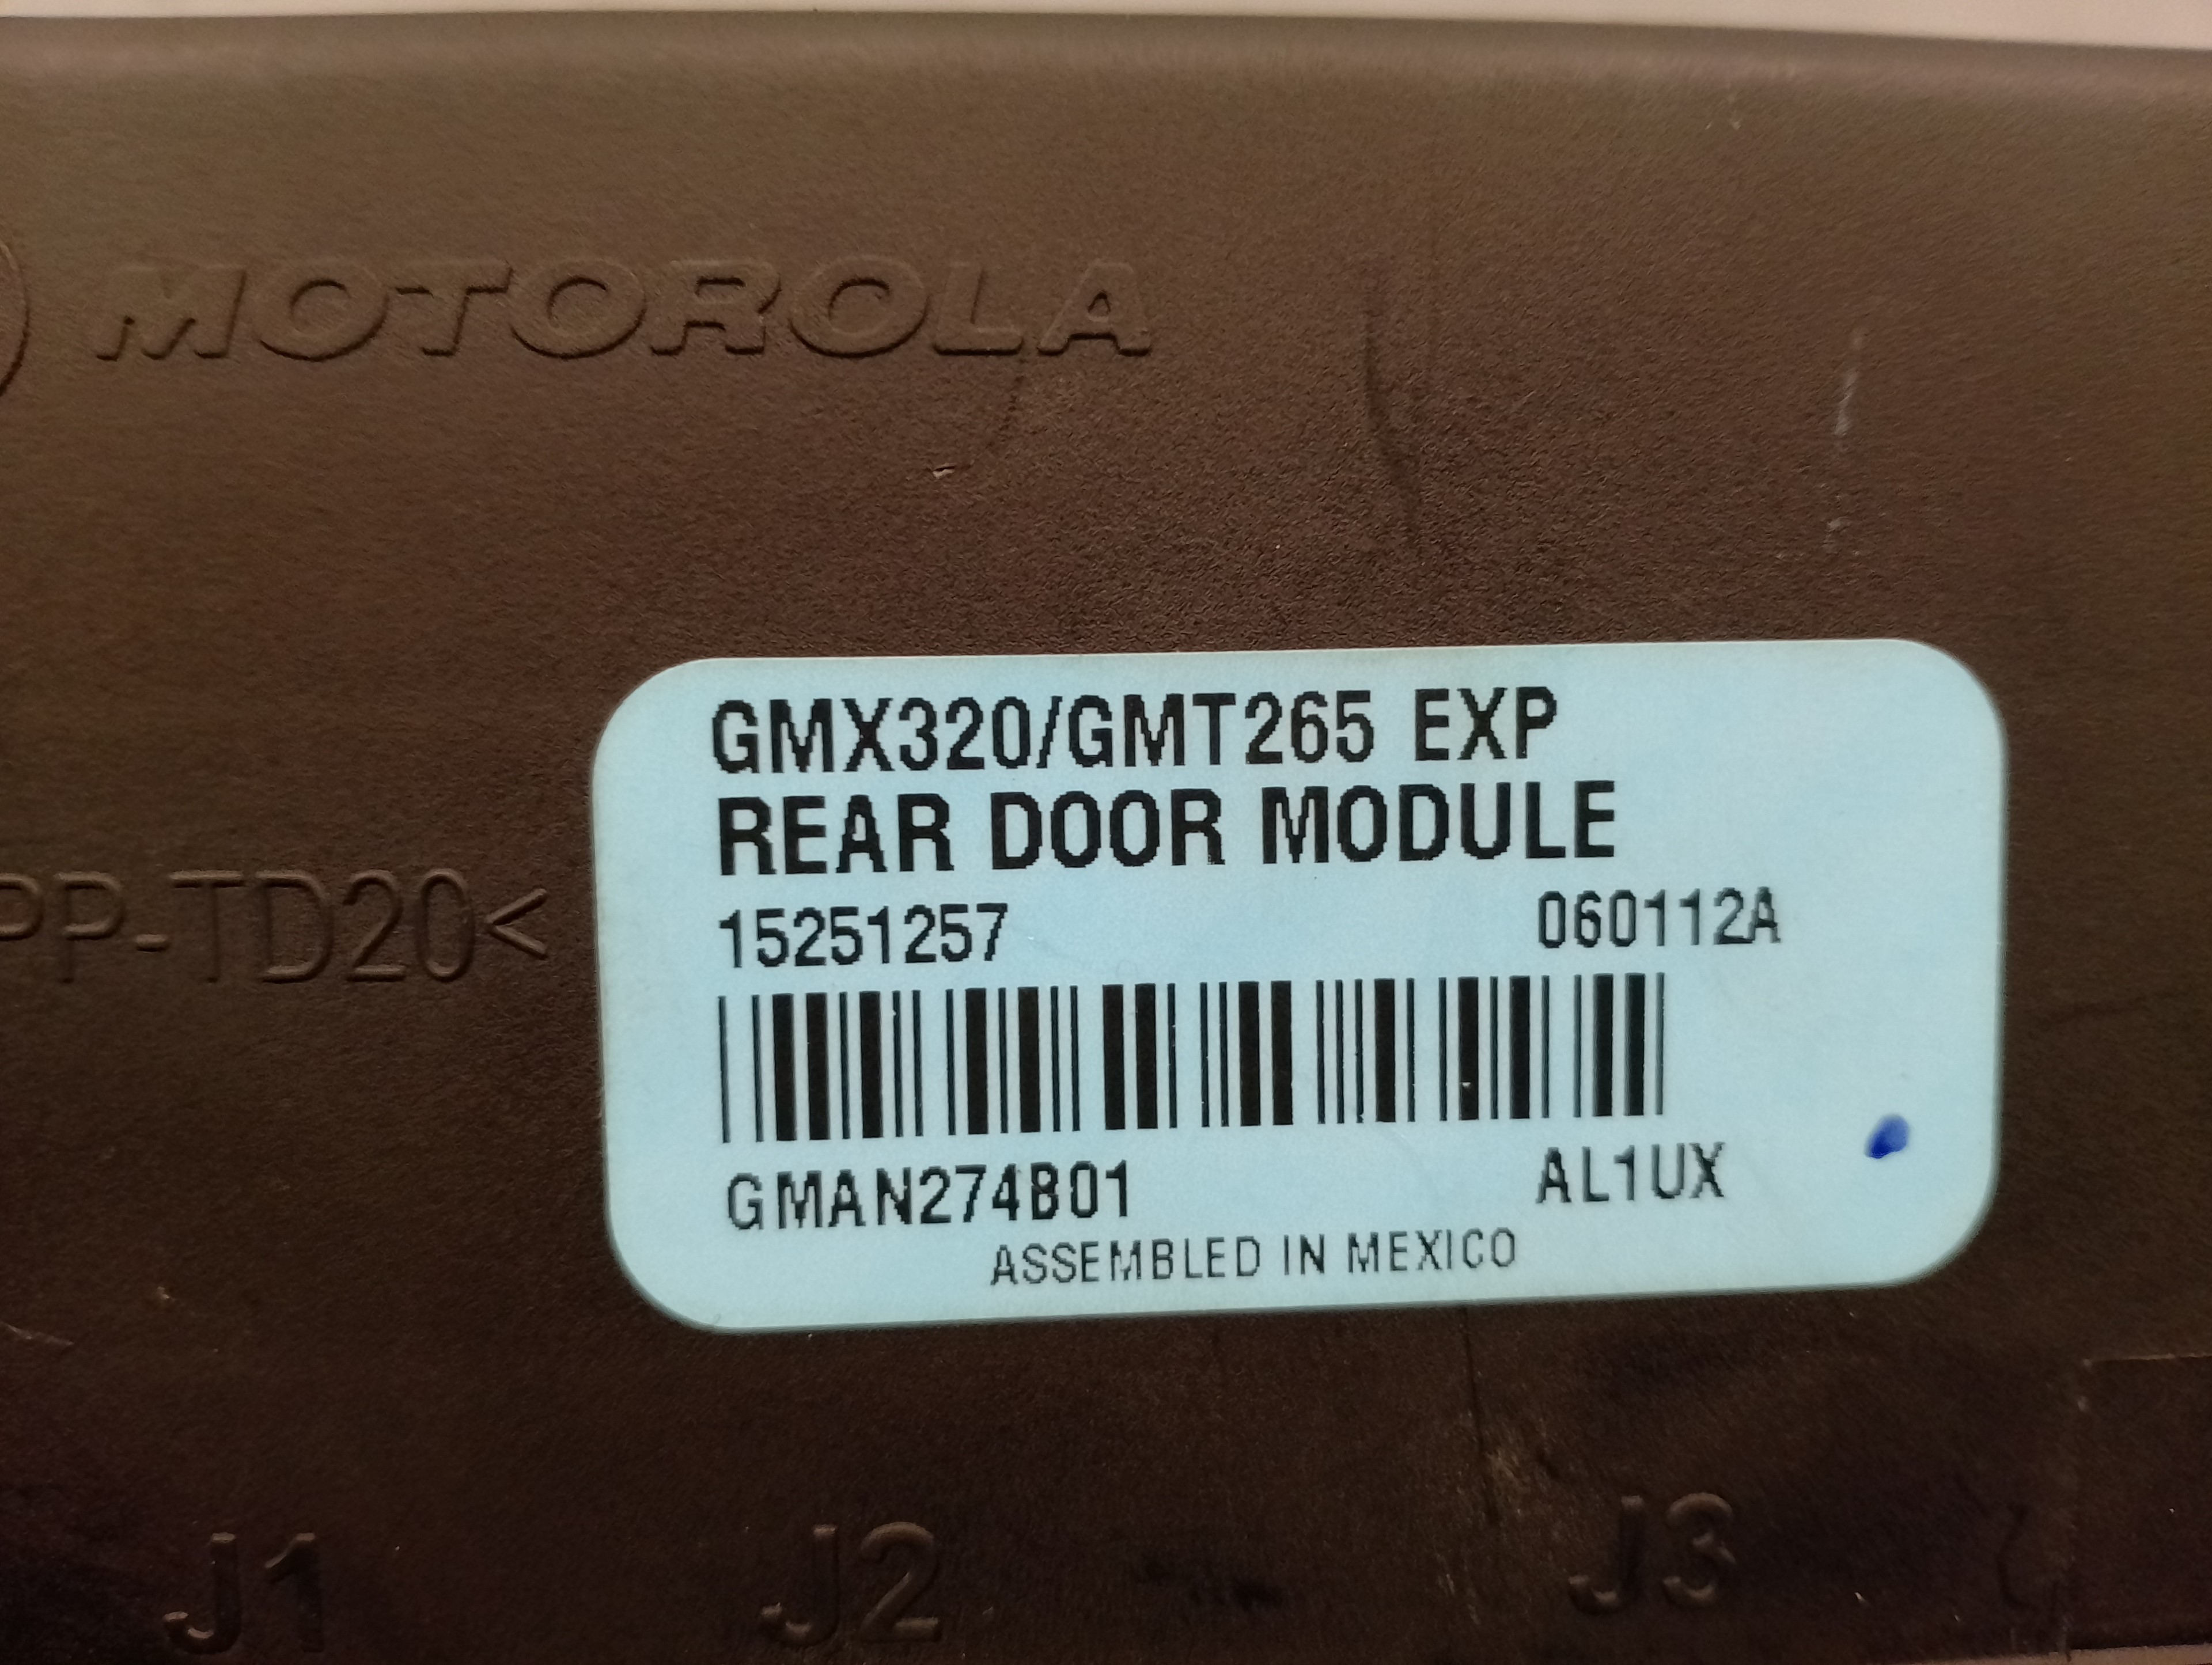 MOTOROLA
GMX320/GMT265 EXP
REAR DOOR MODULE
15251257 060112A
PP-TD20<
GMAN274B01 AL1UX
ASSEMBLED IN MEXICO
J1 J2 J3